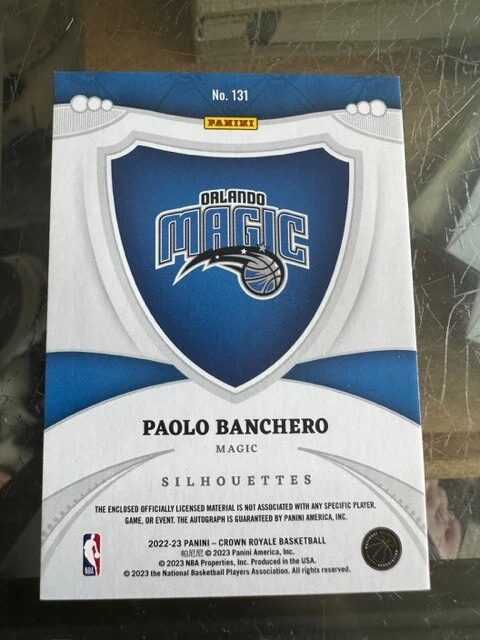 No. 131
PANINI
ORLANDO
MAGIC
PAOLO BANCHERO
MAGIC
SILHOUETTES
THE ENCLOSED OFFICIALLY LICENSED MATERIAL IS NOT ASSOCIATED WITH ANY SPECIFIC PLAYER,
GAME, OR EVENT. THE AUTOGRAPH IS GUARANTEED BY PANINI AMERICA, INC.
2022-23 PANINI – CROWN ROYALE BASKETBALL
帕尼尼 © 2023 Panini America, Inc.
© 2023 NBA Properties, Inc. Produced in the USA.
© 2023 the National Basketball Players Association. All rights reserved.
NBA